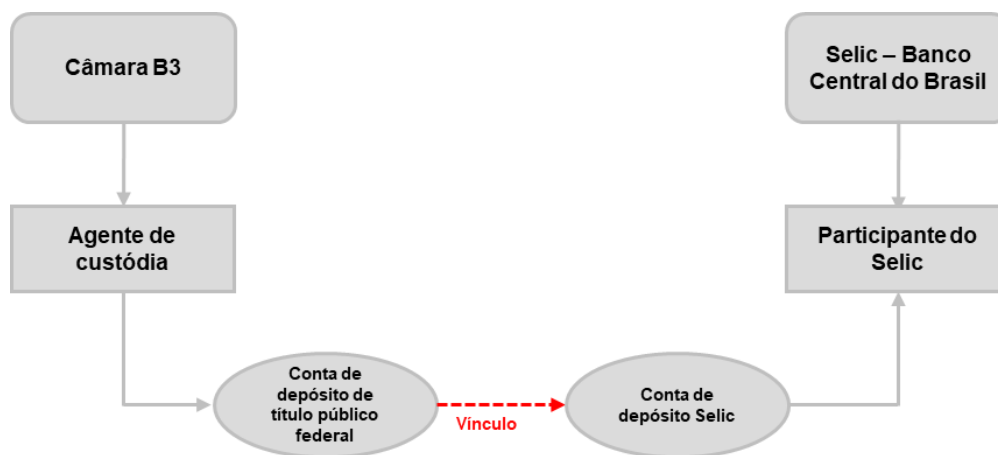 Câmara B3
Selic – Banco
Central do Brasil
Agente de
custódia
Participante do
Selic
Conta de
depósito de
título público
federal
Vínculo
Conta de
depósito Selic